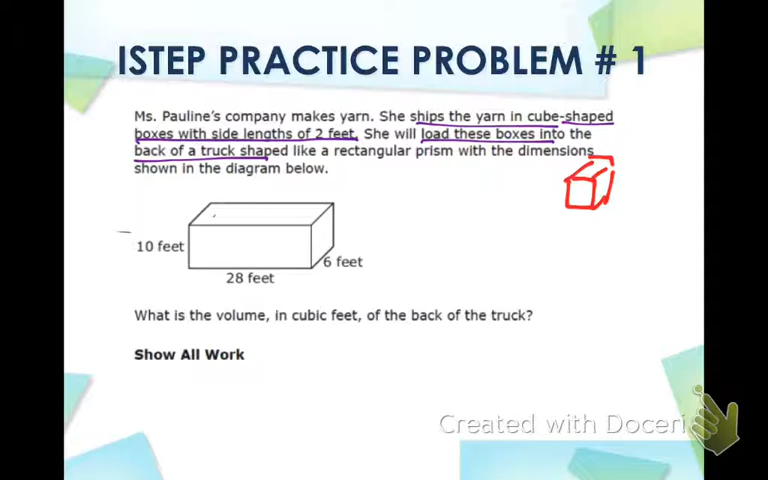 ISTEP PRACTICE PROBLEM # 1
Ms. Pauline's company makes yarn. She ships the yarn in cube-shaped
boxes with side lengths of 2 feet. She will load these boxes into the
back of a truck shaped like a rectangular prism with the dimensions
shown in the diagram below.
10 feet
6 feet
28 feet
What is the volume, in cubic feet, of the back of the truck?
Show All Work
Created with Doceri